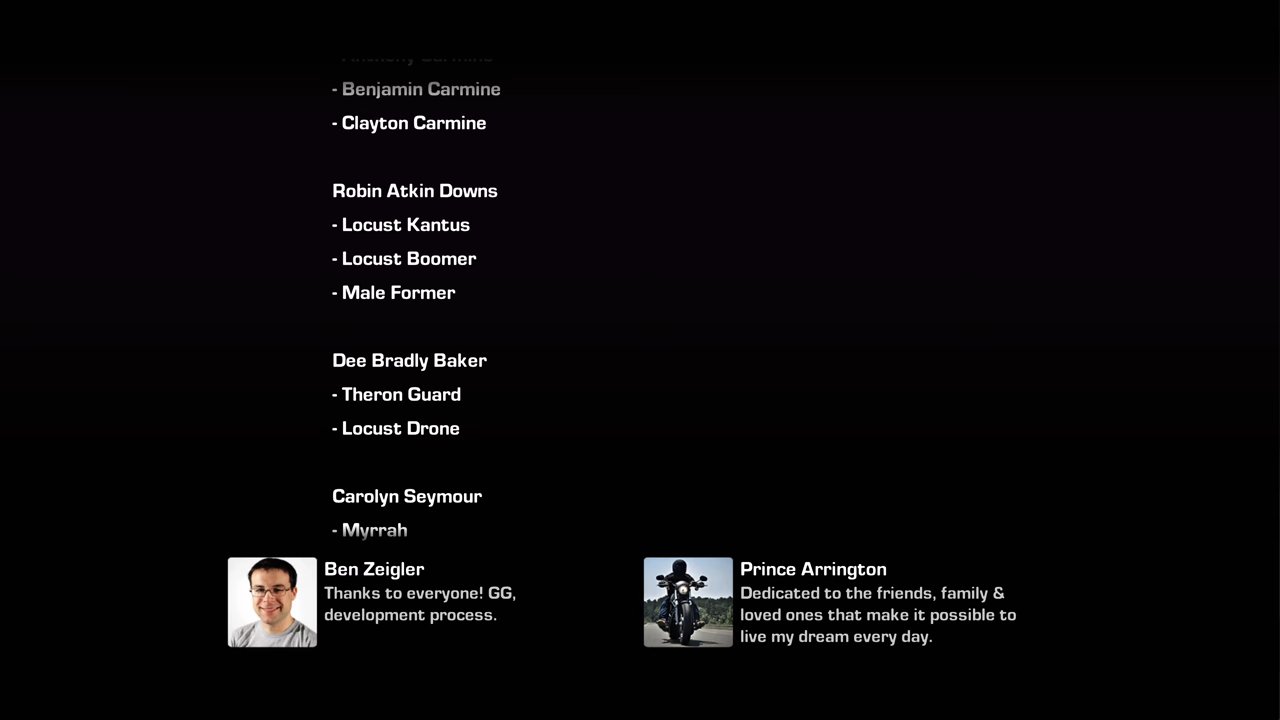 - Benjamin Carmine
- Clayton Carmine
Robin Atkin Downs
- Locust Kantus
- Locust Boomer
- Male Former
Dee Bradly Baker
- Theron Guard
- Locust Drone
Carolyn Seymour
- Myrrah
Ben Zeigler
Thanks to everyone! GG,
development process.
Prince Arrington
Dedicated to the friends, family &
loved ones that make it possible to
live my dream every day.